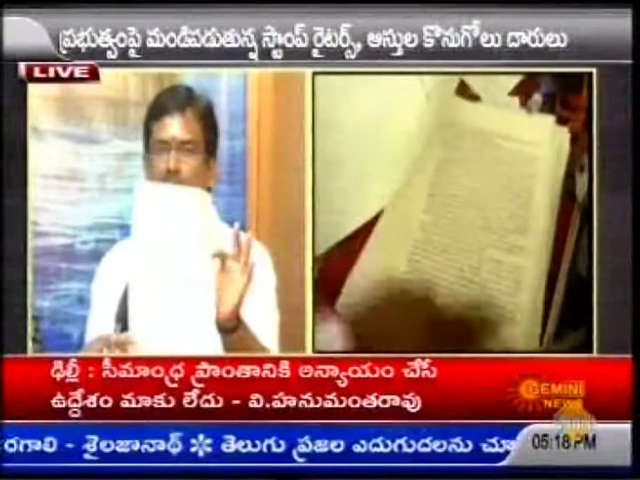 ప్రభుత్వంపై మండిపడుతున్న స్టాంప్ రైటర్స్, ఆస్తుల కొనుగోలు దారులు
LIVE
ఢిల్లీ : సీమాంధ్ర ప్రాంతానికి అన్యాయం చేసే
ఉద్దేశం మాకు లేదు - వి.హనుమంతరావు
GEMINI
NEWS
రగాలి - శైలజానాథ్ ✻ తెలుగు ప్రజల ఎదుగుదలను చూ
05:18 PM